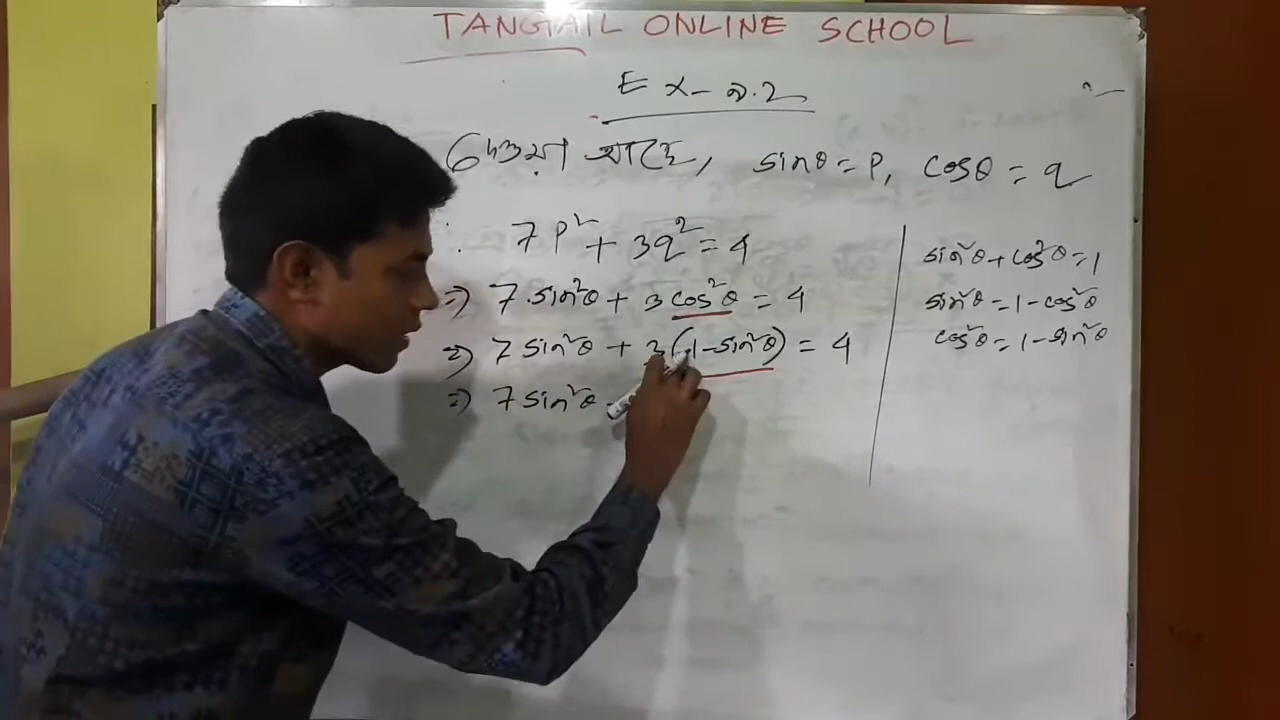 TANGAIL ONLINE SCHOOL
Ex-৯.2
দেওয়া আছে, sinθ = P, cosθ = q
∴ 7P² + 3q² = 4
⇒ 7.sin²θ + 3cos²θ = 4
⇒ 7sin²θ + 3(1-sin²θ) = 4
⇒ 7sin²θ
sin²θ + cos²θ = 1
sin²θ = 1 - cos²θ
cos²θ = 1 - sin²θ